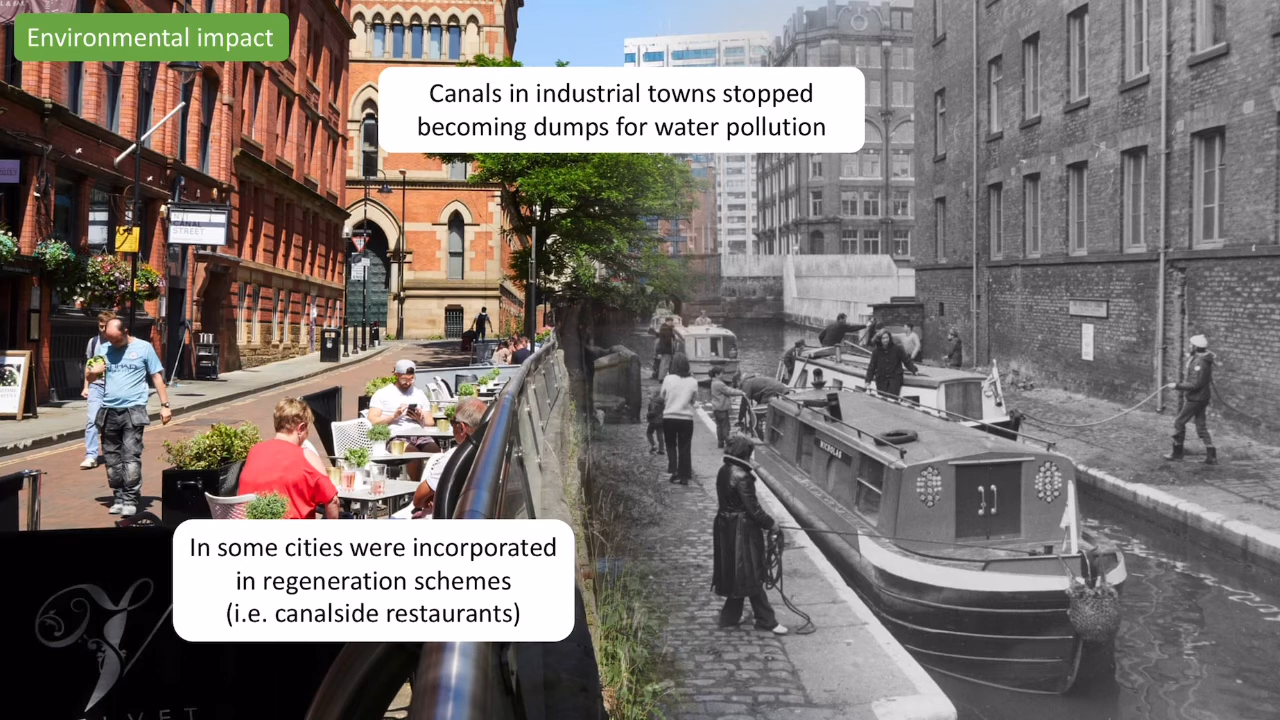 Environmental impact
Canals in industrial towns stopped
becoming dumps for water pollution
CANAL
STREET
In some cities were incorporated
in regeneration schemes
(i.e. canalside restaurants)
NICHOLAS